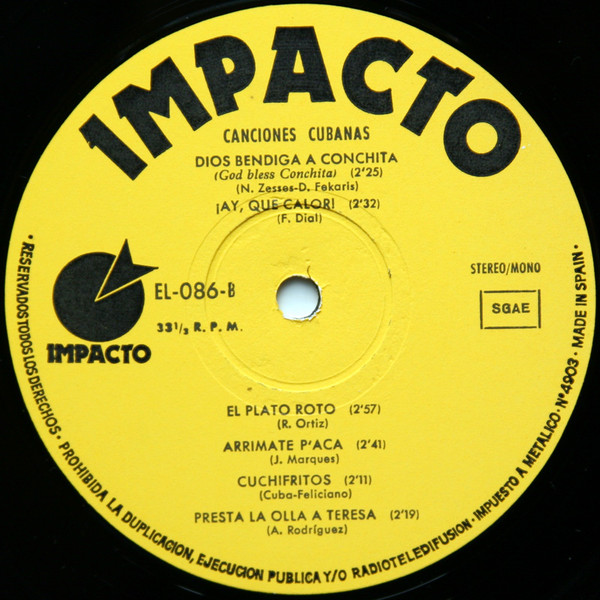 IMPACTO
CANCIONES CUBANAS
DIOS BENDIGA A CONCHITA
(God bless Conchita) (2'25)
(N. Zesses-D. Fekaris)
¡AY, QUE CALOR! (2'32)
(F. Dial)
EL-086-B
33 1/3 R. P. M.
IMPACTO
STEREO/MONO
SGAE
EL PLATO ROTO (2'57)
(R. Ortiz)
ARRIMATE P'ACA (2'41)
(J. Marques)
CUCHIFRITOS (2'11)
(Cuba-Feliciano)
PRESTA LA OLLA A TERESA (2'19)
(A. Rodríguez)
• RESERVADOS TODOS LOS DERECHOS • PROHIBIDA LA DUPLICACION, EJECUCION PUBLICA Y/O RADIOTELEDIFUSION • IMPUESTO A METALICO • Nº 4903 • MADE IN SPAIN •